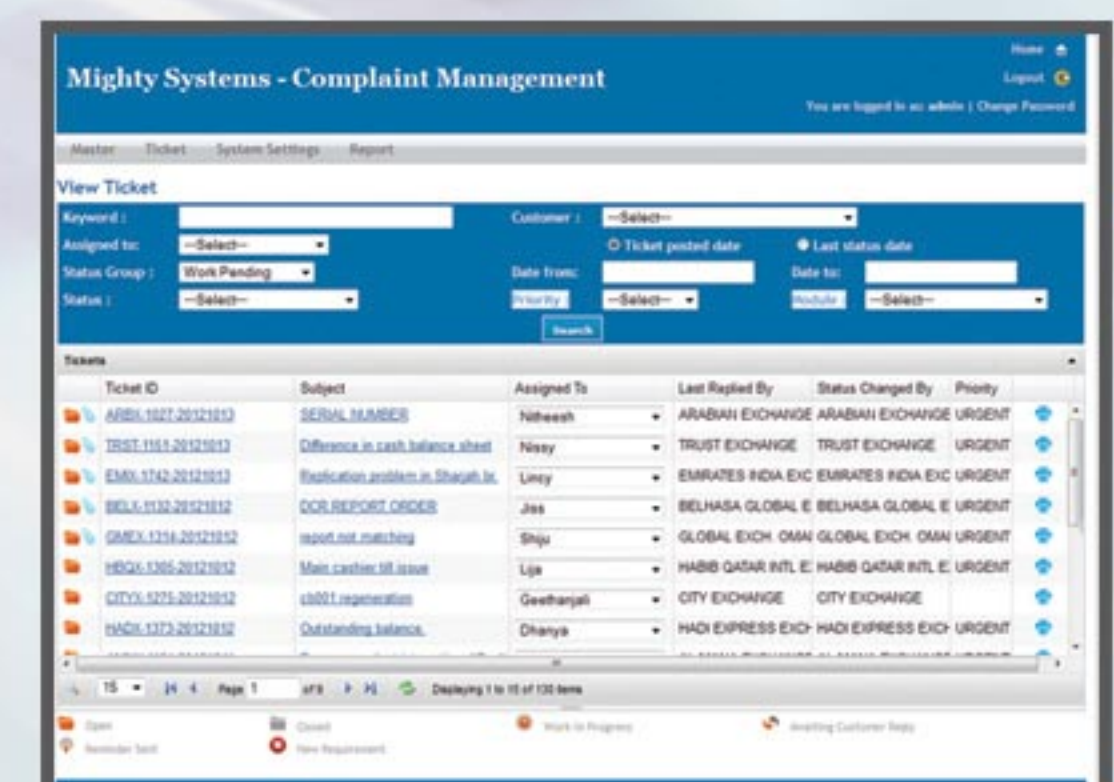 Home
Mighty Systems - Complaint Management
Logout
You are logged in as: admin | Change Password
Master Ticket System Settings Report
View Ticket
Keyword : Customer : --Select--
Assigned to: --Select-- Ticket posted date Last status date
Status Group : Work Pending Date from: Date to:
Status : --Select-- Priority : --Select-- Module : --Select--
Search
Tickets
Ticket ID Subject Assigned To Last Replied By Status Changed By Priority
ARBX-1027-20121013 SERIAL NUMBER Nitheesh ARABIAN EXCHANGE ARABIAN EXCHANGE URGENT
TRST-1151-20121013 Difference in cash balance sheet Nissy TRUST EXCHANGE TRUST EXCHANGE URGENT
EMIX-1742-20121013 Replication problem in Sharjah br. Lincy EMIRATES INDIA EXC EMIRATES INDIA EXC URGENT
BELX-1132-20121012 DCR REPORT ORDER Jiss BELHASA GLOBAL E BELHASA GLOBAL E URGENT
GMEX-1314-20121012 report not matching Shiju GLOBAL EXCH. OMAI GLOBAL EXCH. OMAI URGENT
HBQX-1305-20121012 Main cashier till issue Lija HABIB QATAR INTL E HABIB QATAR INTL E URGENT
CITYX-1275-20121012 cb001 regeneration Geethanjali CITY EXCHANGE CITY EXCHANGE
HADX-1373-20121012 Outstanding balance. Dhanya HADI EXPRESS EXCH HADI EXPRESS EXCH URGENT
15 Page 1 of 9 Displaying 1 to 15 of 130 items
Open Closed Work In Progress Awaiting Customer Reply
Reminder Sent New Requirement